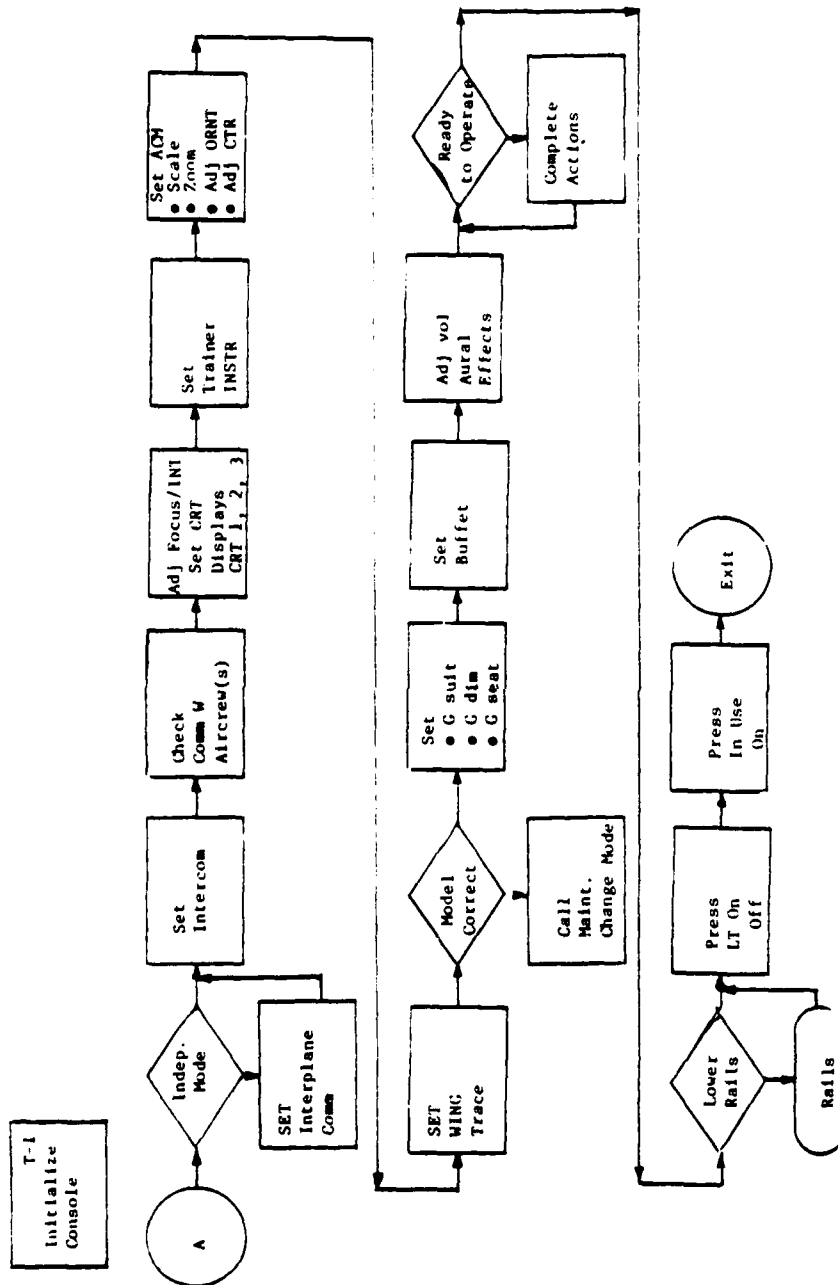 T-1
Initialize
Console
A
Indep.
Mode
SET
Interplane
Comm
Set
Intercom
Check
Comm W
Aircrew(s)
Adj Focus/INT
Set CRT
Displays
CRT 1, 2, 3
Set
Trainer
INSTR
Set ACM
• Scale
• Zoom
• Adj ORNT
• Adj CTR
SET
WING
Trace
Model
Correct
Call
Maint.
Change Mode
Set
• G suit
• G dim
• G seat
Set
Buffet
Adj vol
Aural
Effects
Ready
to Operate
Complete
Actions
Lower
Rails
Rails
Press
LT On
Off
Press
In Use
On
Exit